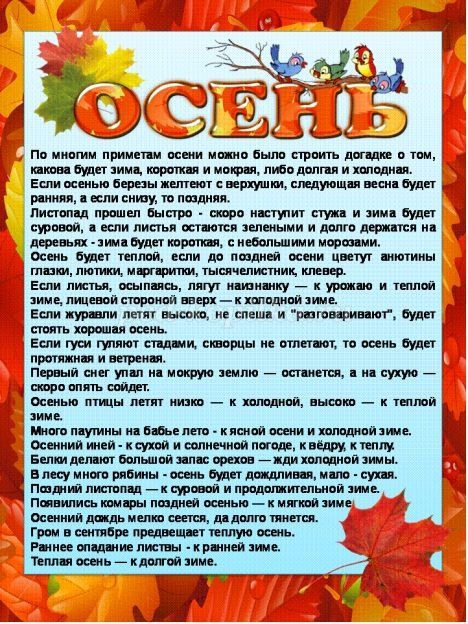 ОСЕНЬ
По многим приметам осени можно было строить догадке о том,
какова будет зима, короткая и мокрая, либо долгая и холодная.
Если осенью березы желтеют с верхушки, следующая весна будет
ранняя, а если снизу, то поздняя.
Листопад прошел быстро - скоро наступит стужа и зима будет
суровой, а если листья остаются зелеными и долго держатся на
деревьях - зима будет короткая, с небольшими морозами.
Осень будет теплой, если до поздней осени цветут анютины
глазки, лютики, маргаритки, тысячелистник, клевер.
Если листья, осыпаясь, лягут наизнанку — к урожаю и теплой
зиме, лицевой стороной вверх — к холодной зиме.
Если журавли летят высоко, не спеша и "разговаривают", будет
стоять хорошая осень.
Если гуси гуляют стадами, скворцы не отлетают, то осень будет
протяжная и ветреная.
Первый снег упал на мокрую землю — останется, а на сухую —
скоро опять сойдет.
Осенью птицы летят низко — к холодной, высоко — к теплой
зиме.
Много паутины на бабье лето - к ясной осени и холодной зиме.
Осенний иней - к сухой и солнечной погоде, к вёдру, к теплу.
Белки делают большой запас орехов — жди холодной зимы.
В лесу много рябины - осень будет дождливая, мало - сухая.
Поздний листопад — к суровой и продолжительной зиме.
Появились комары поздней осенью — к мягкой зиме.
Осенний дождь мелко сеется, да долго тянется.
Гром в сентябре предвещает теплую осень.
Раннее опадание листвы - к ранней зиме.
Теплая осень — к долгой зиме.